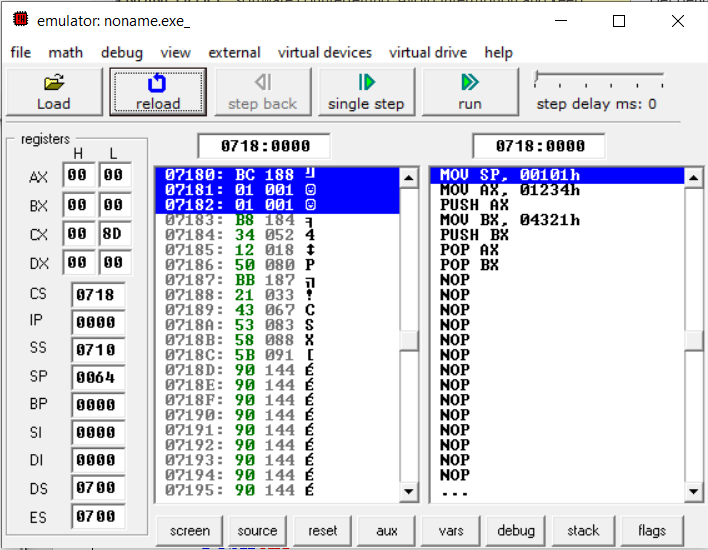 emulator: noname.exe_
file math debug view external virtual devices virtual drive help
Load reload step back single step run step delay ms: 0
registers 0718:0000 0718:0000
H L
AX 00 00
BX 00 00
CX 00 8D
DX 00 00
CS 0718
IP 0000
SS 0710
SP 0064
BP 0000
SI 0000
DI 0000
DS 0700
ES 0700
07180: BC 188 ╝
07181: 01 001 ☺
07182: 01 001 ☺
07183: B8 184 ╕
07184: 34 052 4
07185: 12 018 ↕
07186: 50 080 P
07187: BB 187 ╗
07188: 21 033 !
07189: 43 067 C
0718A: 53 083 S
0718B: 58 088 X
0718C: 5B 091 [
0718D: 90 144 É
0718E: 90 144 É
0718F: 90 144 É
07190: 90 144 É
07191: 90 144 É
07192: 90 144 É
07193: 90 144 É
07194: 90 144 É
07195: 90 144 É
MOV SP, 00101h
MOV AX, 01234h
PUSH AX
MOV BX, 04321h
PUSH BX
POP AX
POP BX
NOP
NOP
NOP
NOP
NOP
NOP
NOP
NOP
NOP
NOP
NOP
NOP
NOP
NOP
...
screen source reset aux vars debug stack flags